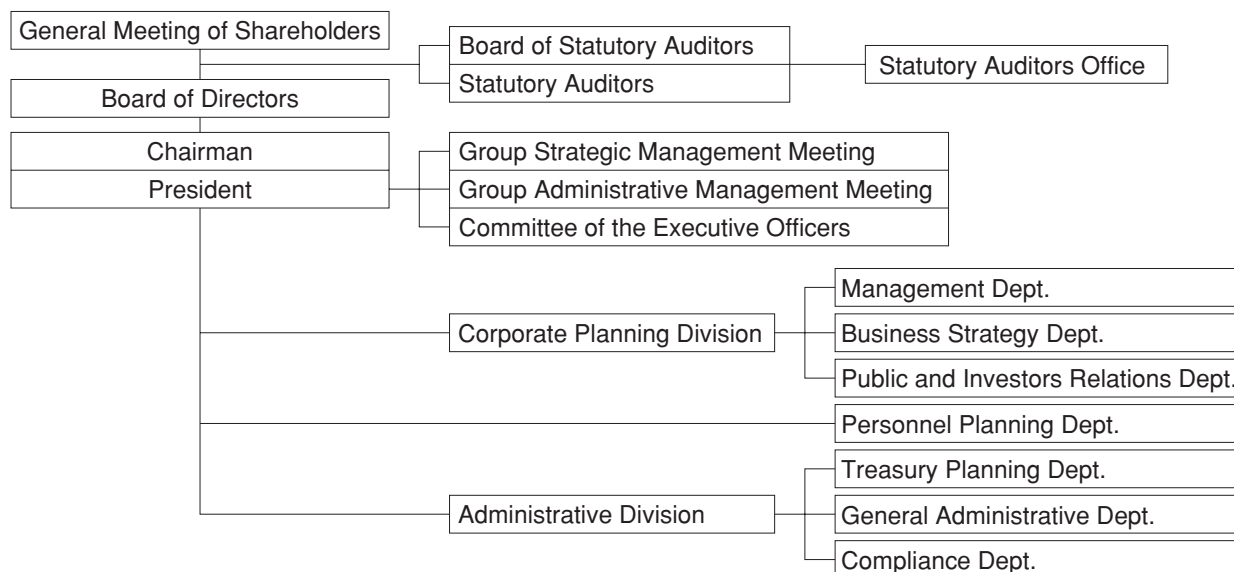 General Meeting of Shareholders
Board of Statutory Auditors
Statutory Auditors
Statutory Auditors Office
Board of Directors
Chairman
President
Group Strategic Management Meeting
Group Administrative Management Meeting
Committee of the Executive Officers
Corporate Planning Division
Management Dept.
Business Strategy Dept.
Public and Investors Relations Dept.
Personnel Planning Dept.
Administrative Division
Treasury Planning Dept.
General Administrative Dept.
Compliance Dept.